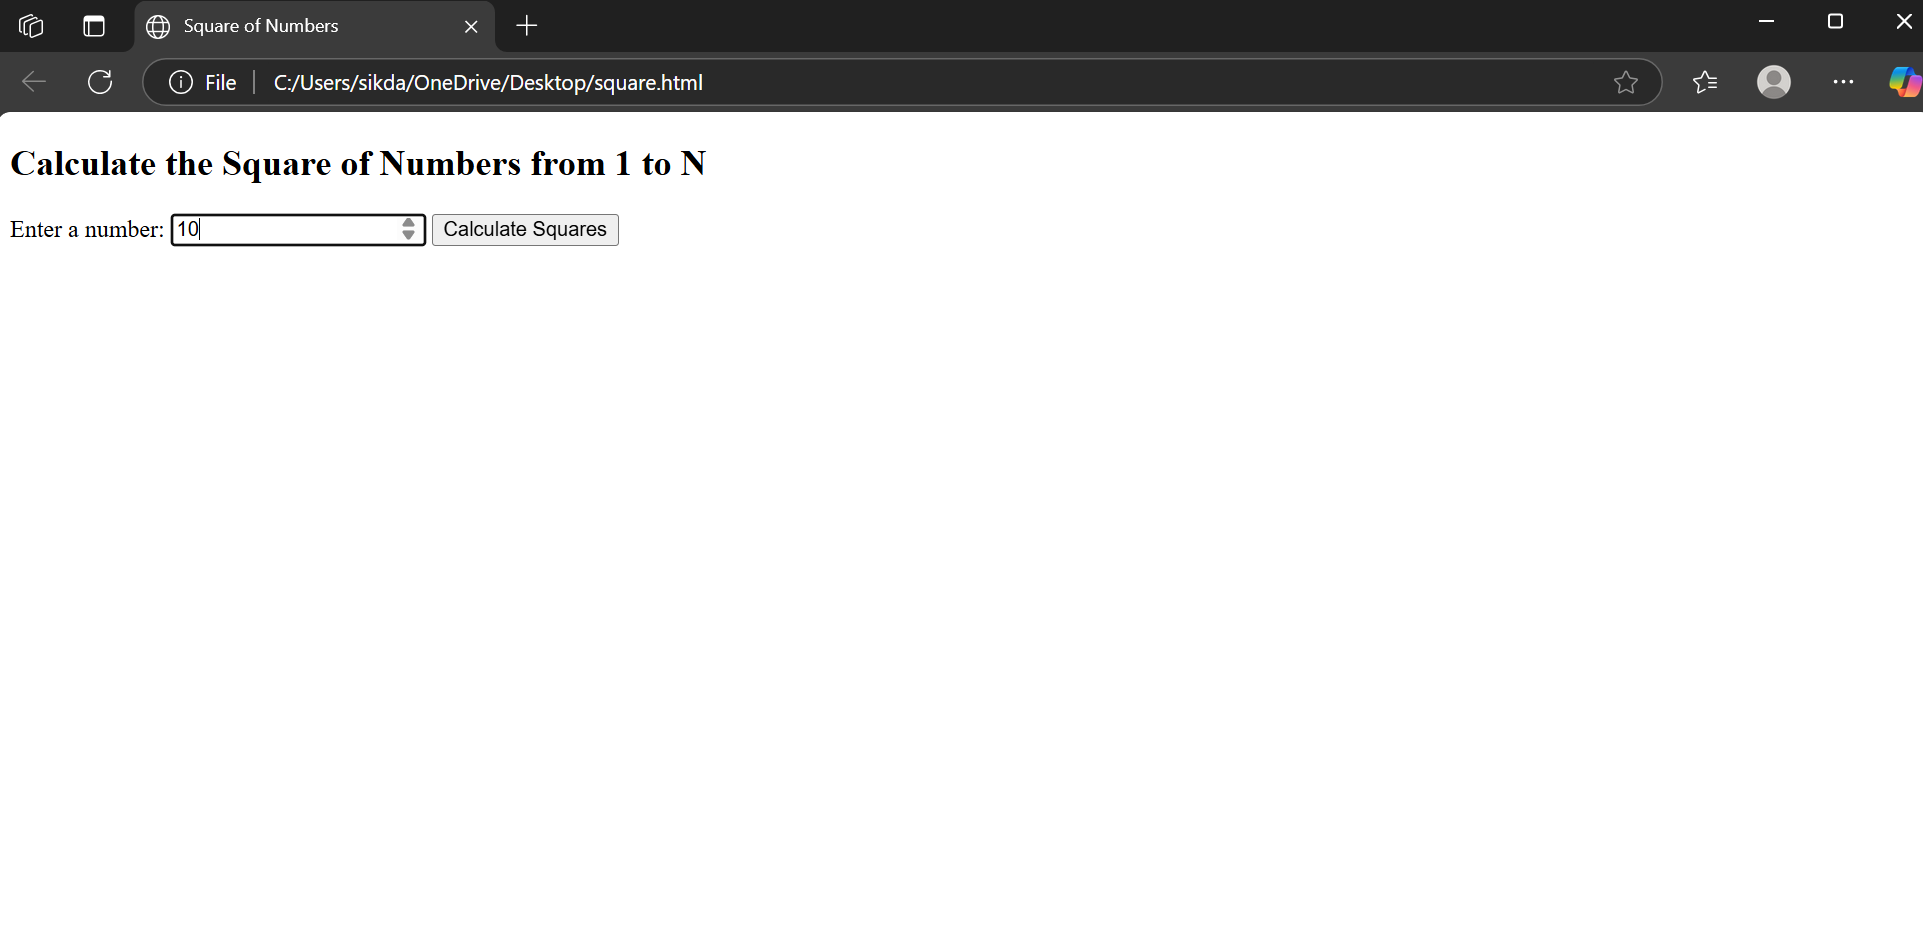 Square of Numbers
File C:/Users/sikda/OneDrive/Desktop/square.html
Calculate the Square of Numbers from 1 to N
Enter a number: 10 Calculate Squares